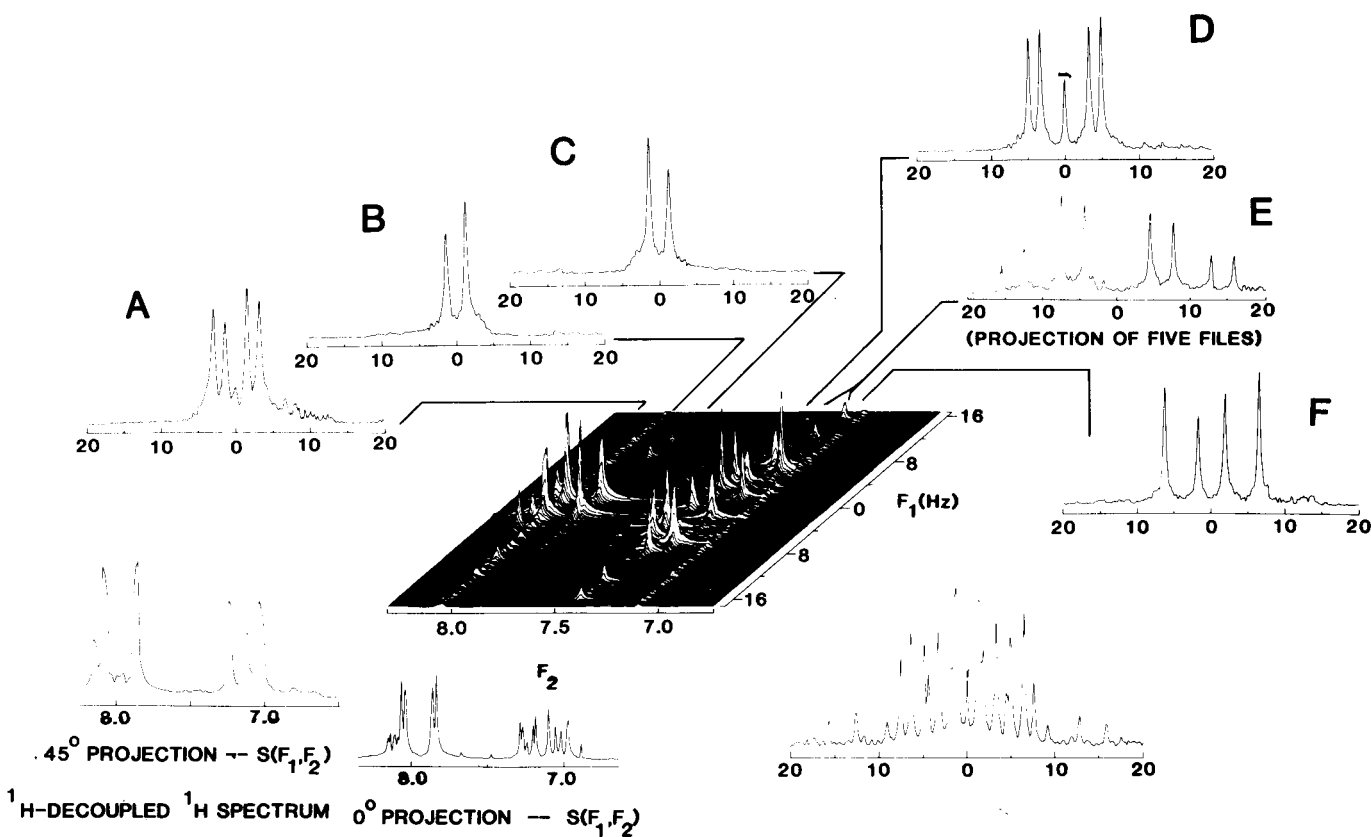 D
20 10 0 10 20
C
20 10 0 10 20
E
20 10 0 10 20
(PROJECTION OF FIVE FILES)
B
20 10 0 10 20
A
20 10 0 10 20
F
20 10 0 10 20
16
8
0
8
16
F1(Hz)
8.0 7.5 7.0
F2
8.0 7.0
.45° PROJECTION -- S(F1,F2)
8.0 7.0
20 10 0 10 20
1H-DECOUPLED 1H SPECTRUM
0° PROJECTION -- S(F1,F2)